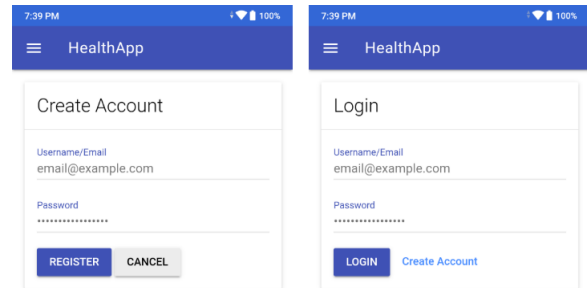 7:39 PM 100%
HealthApp
Create Account
Username/Email
email@example.com
Password
•••••••••••••••••
REGISTER CANCEL
7:39 PM 100%
HealthApp
Login
Username/Email
email@example.com
Password
•••••••••••••••••
LOGIN Create Account